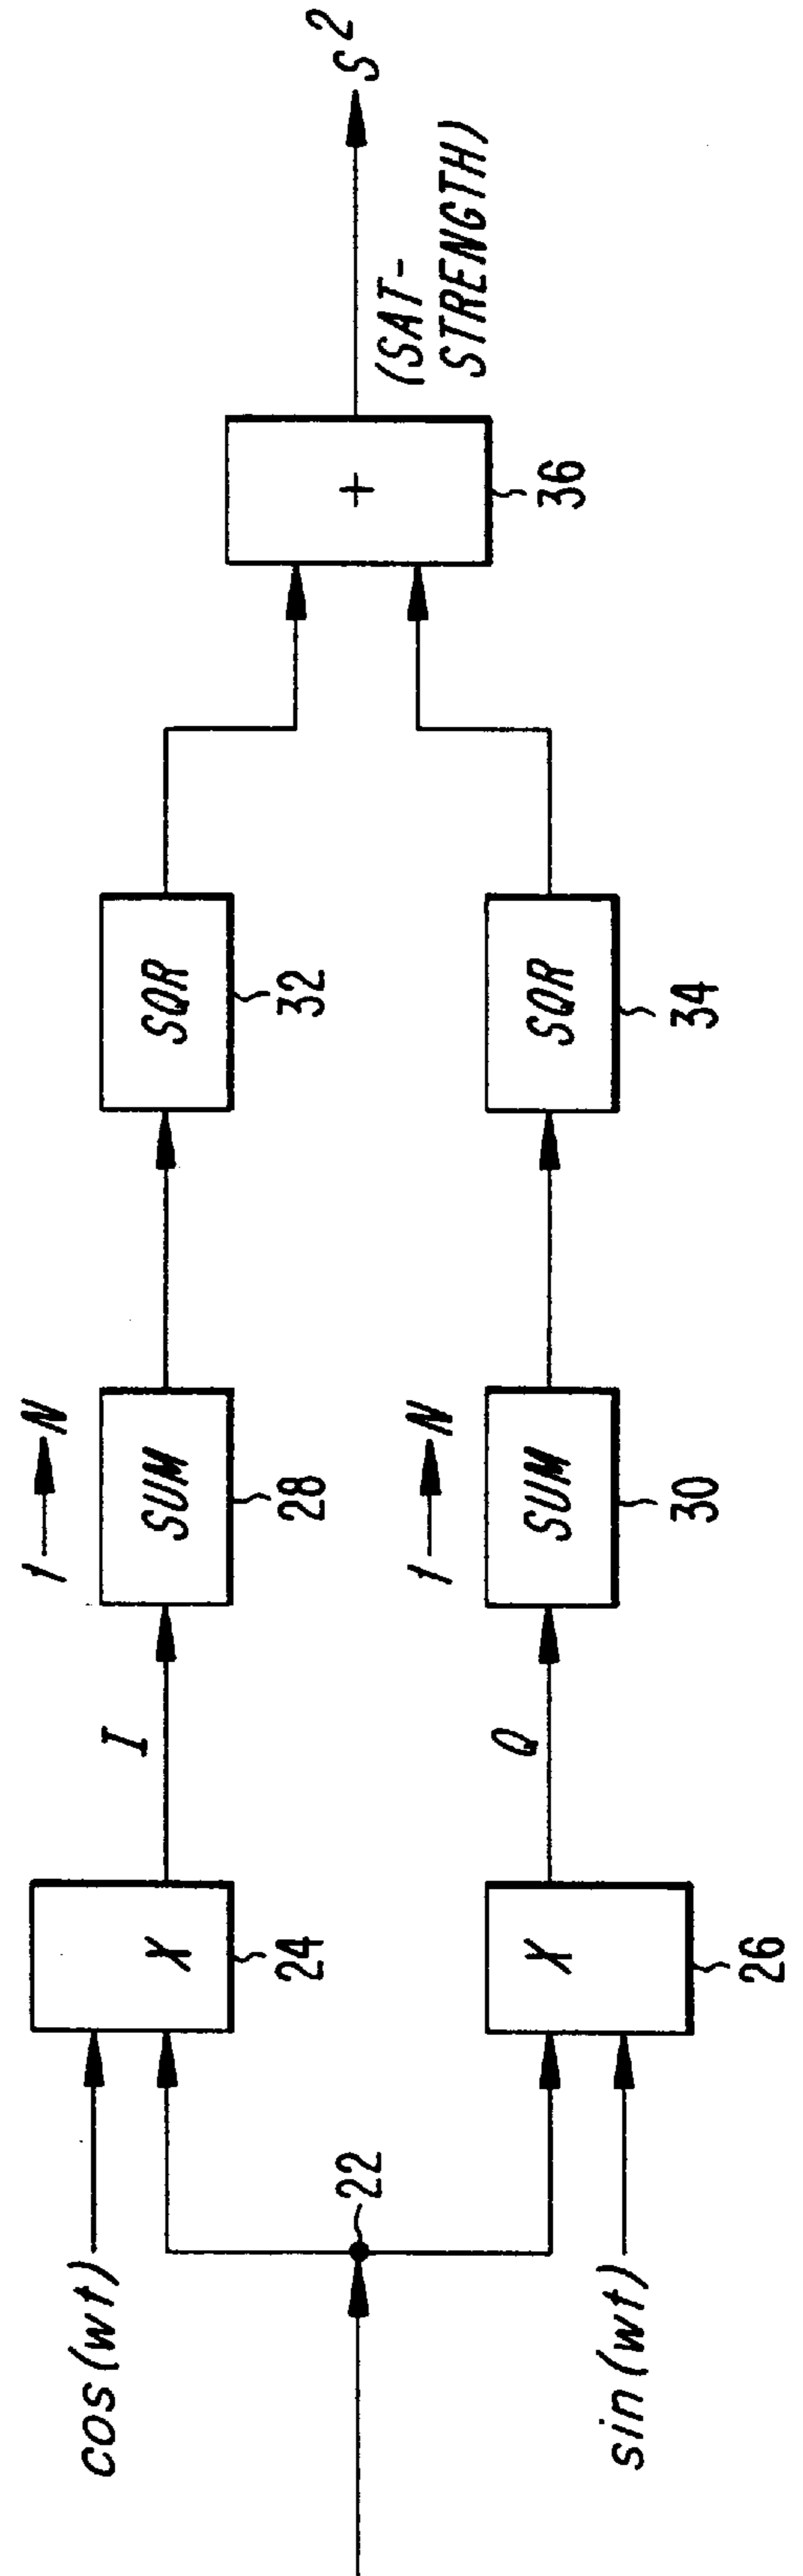 cos(wt)
sin(wt)
22
X
24
X
26
I
Q
1 → N
SUM
28
1 → N
SUM
30
SQR
32
SQR
34
+
36
(SAT-
STRENGTH)
S²